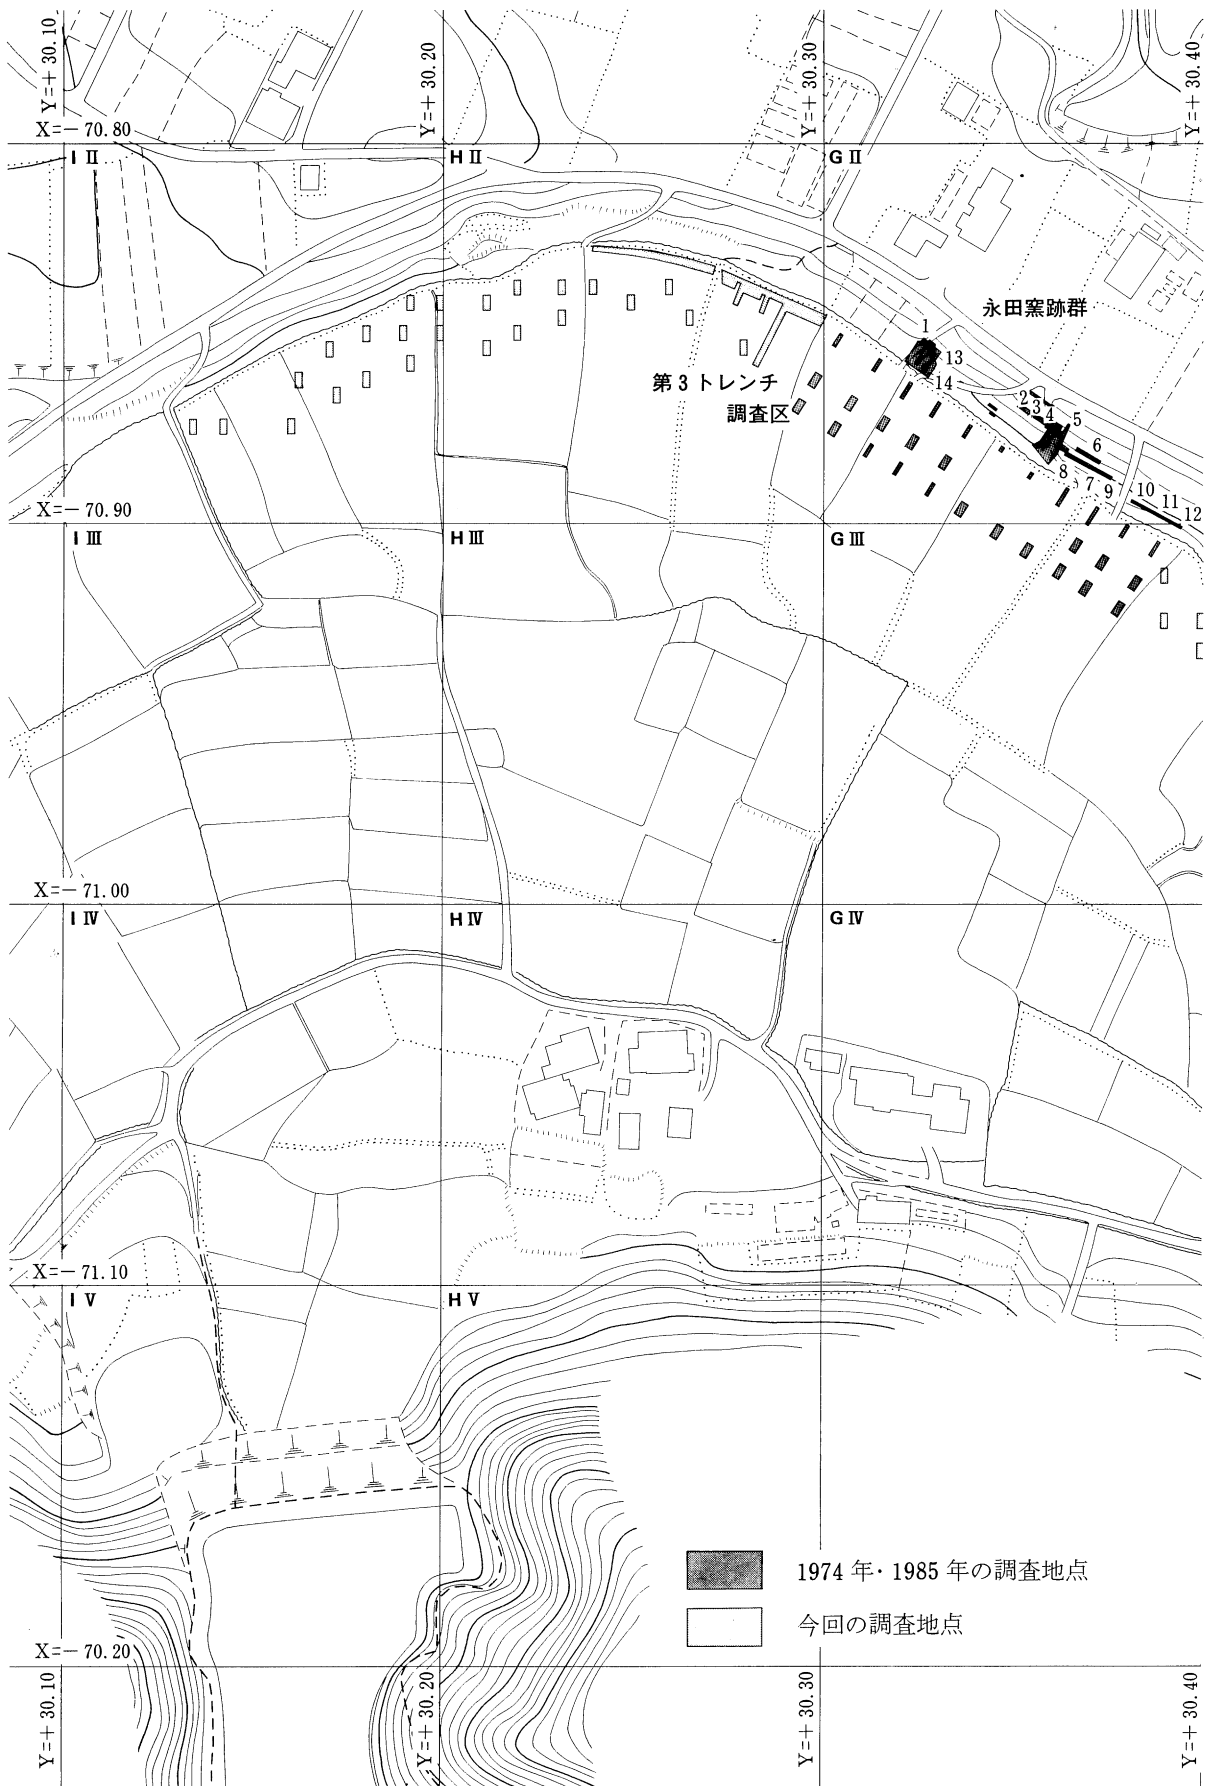 Y=+30.10
Y=+30.20
Y=+30.30
Y=+30.40
X=-70.80
I II
H II
G II
永田窯跡群
1
13
第3トレンチ
14
調査区
2
3
4
5
6
8
7
9
10
11
12
X=-70.90
I III
H III
G III
X=-71.00
I IV
H IV
G IV
X=-71.10
I V
H V
1974年・1985年の調査地点
今回の調査地点
X=-70.20
Y=+30.10
Y=+30.20
Y=+30.30
Y=+30.40